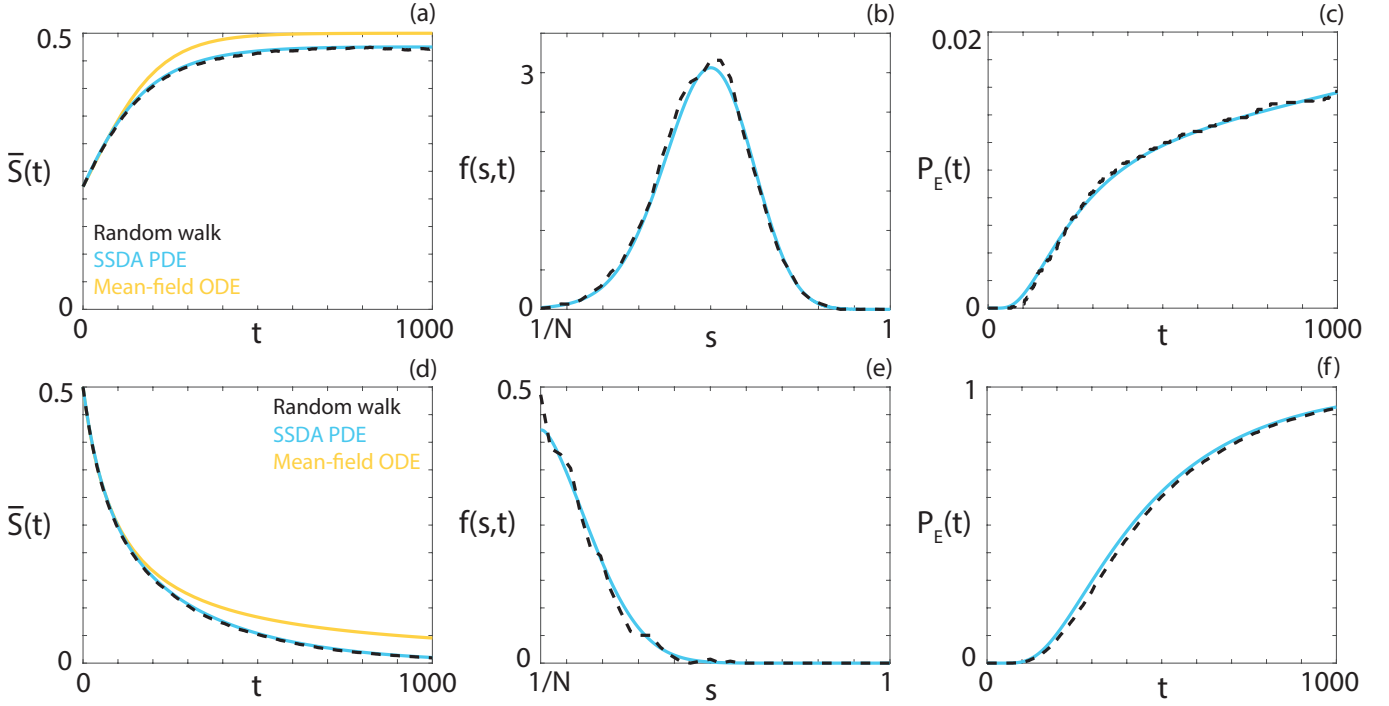 (a)
0.5
S̅(t)
Random walk
SSDA PDE
Mean-field ODE
0
0
t
1000
(b)
3
f(s,t)
0
1/N
s
1
(c)
0.02
P_E(t)
0
0
t
1000
(d)
0.5
Random walk
SSDA PDE
Mean-field ODE
S̅(t)
0
0
t
1000
(e)
0.5
f(s,t)
0
1/N
s
1
(f)
1
P_E(t)
0
0
t
1000